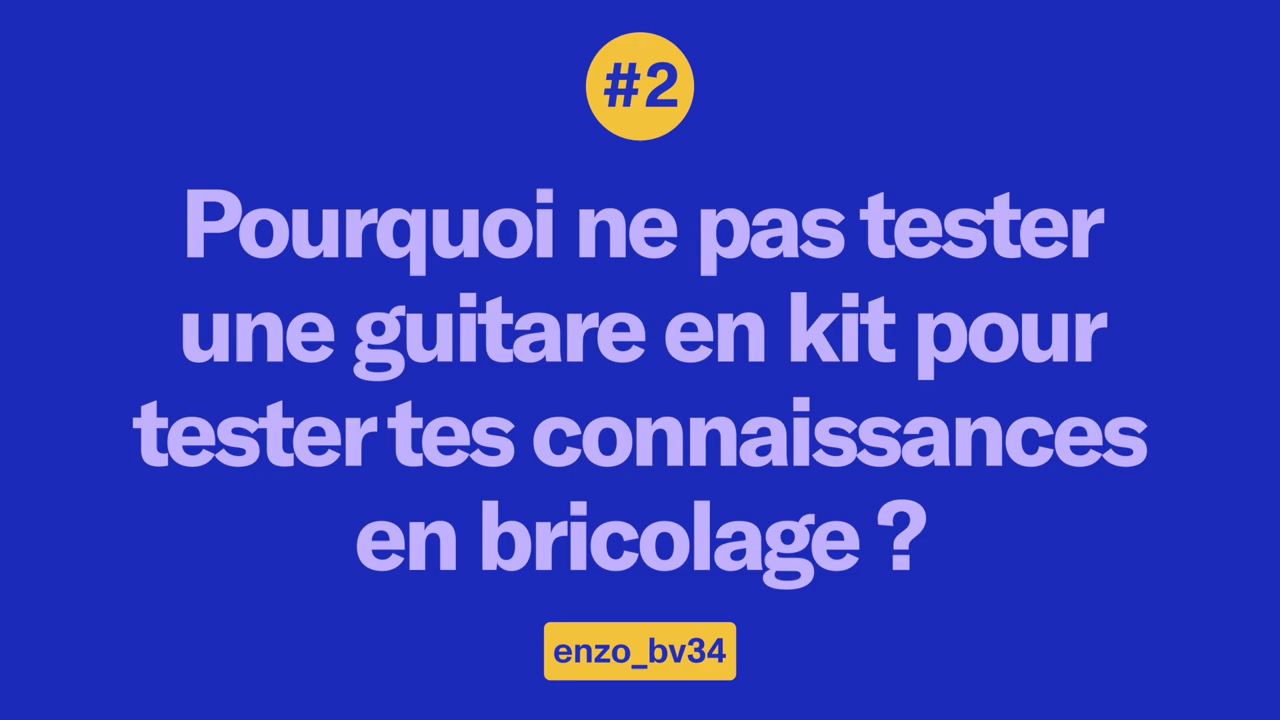 #2
Pourquoi ne pas tester
une guitare en kit pour
tester tes connaissances
en bricolage ?
enzo_bv34